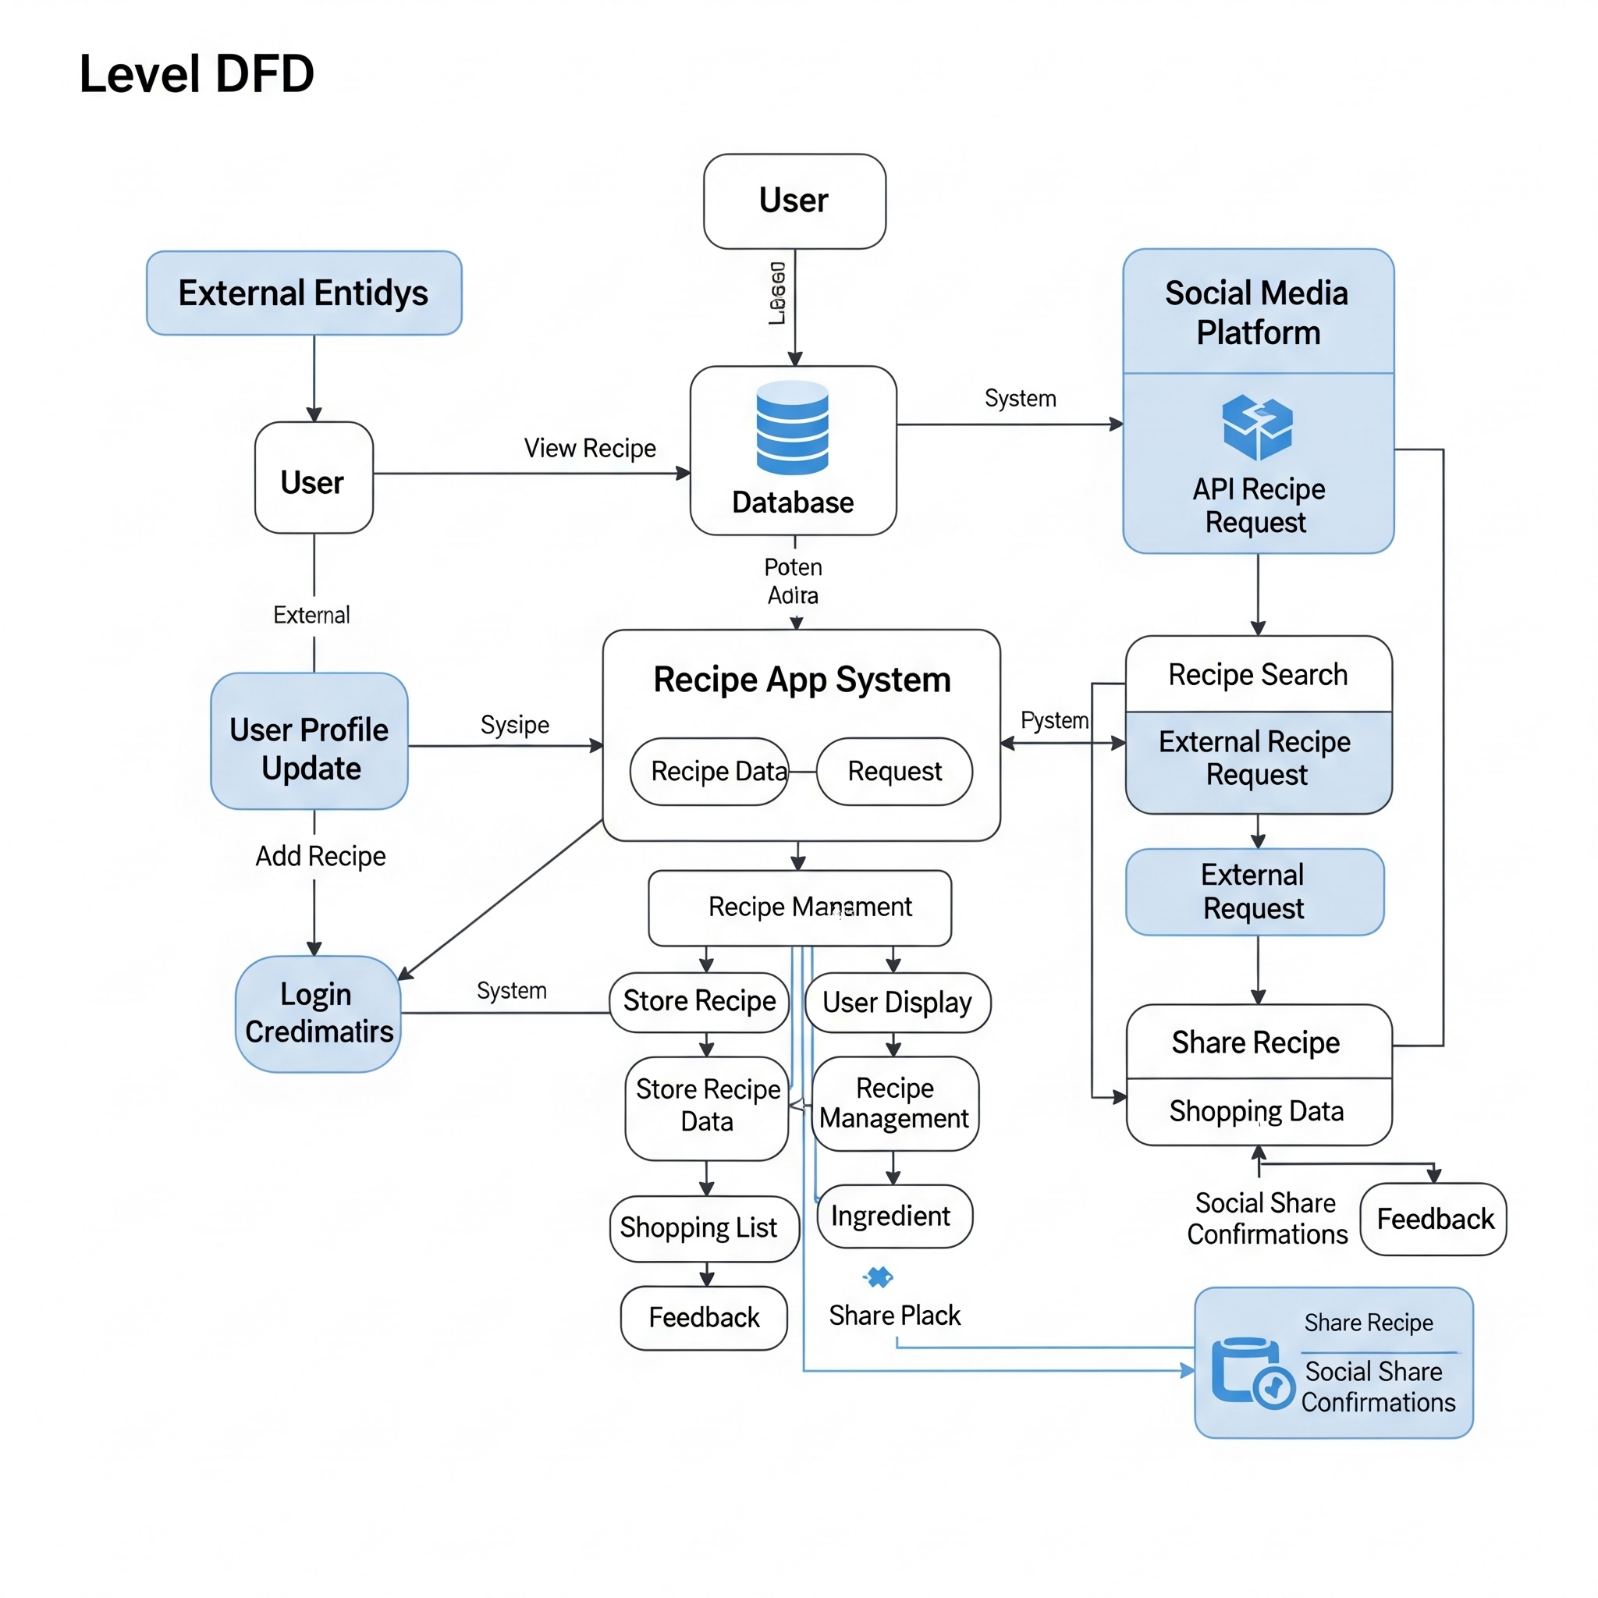 Level DFD
User
External Entidys
Social Media
Platform
System
View Recipe
User
Database
API Recipe
Request
Poten
External
Recipe Search
Recipe App System
User Profile
Update
Sysipe
Pystem
External Recipe
Request
Recipe Data
Request
Add Recipe
External
Request
Login
Credimatirs
System
Store Recipe
User Display
Share Recipe
Store Recipe
Data
Recipe
Management
Shopping Data
Shopping List
Ingredient
Social Share
Confirmations
Feedback
Feedback
Share Plack
Share Recipe
Social Share
Confirmations